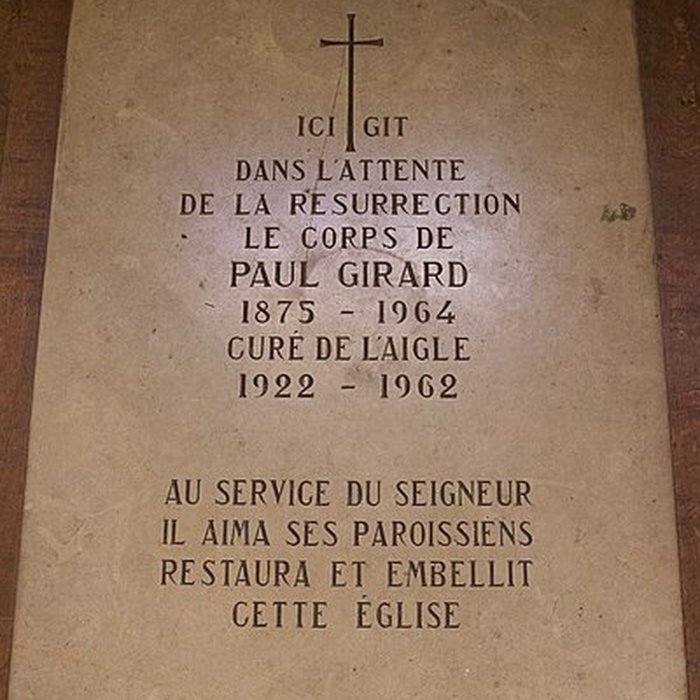 ICI GIT
DANS L'ATTENTE
DE LA RESURRECTION
LE CORPS DE
PAUL GIRARD
1875 - 1964
CURÉ DE L'AIGLE
1922 - 1962
AU SERVICE DU SEIGNEUR
IL AIMA SES PAROISSIENS
RESTAURA ET EMBELLIT
CETTE ÉGLISE